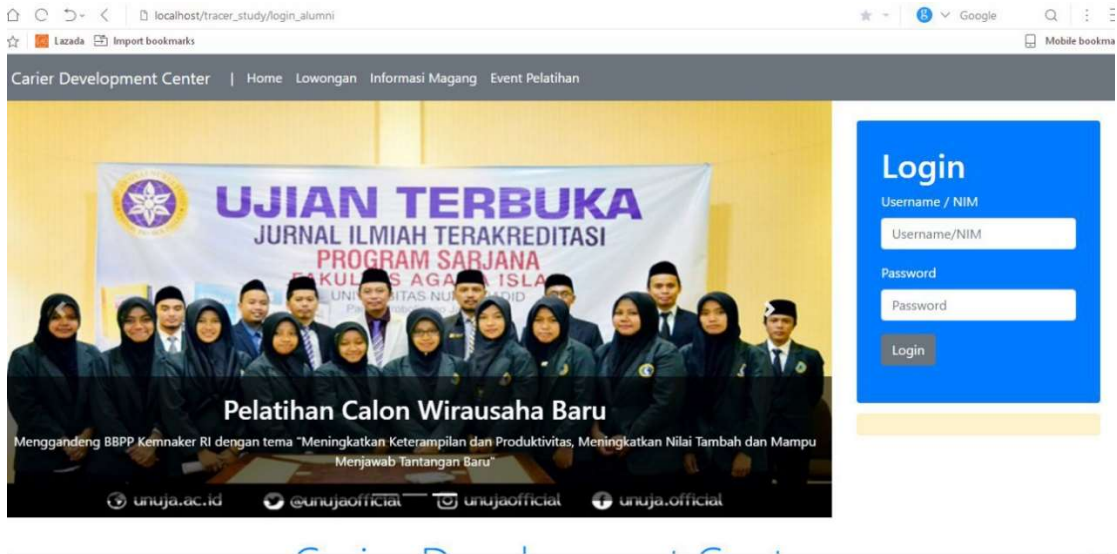 localhost/tracer_study/login_alumni
Google
Lazada Import bookmarks
Mobile bookma
Carier Development Center | Home Lowongan Informasi Magang Event Pelatihan
UJIAN TERBUKA
JURNAL ILMIAH TERAKREDITASI
PROGRAM SARJANA
Pelatihan Calon Wirausaha Baru
Menggandeng BBPP Kemnaker RI dengan tema "Meningkatkan Keterampilan dan Produktivitas, Meningkatkan Nilai Tambah dan Mampu
Menjawab Tantangan Baru"
unuja.ac.id @unujaofficial unujaofficial unuja.official
Login
Username / NIM
Username/NIM
Password
Password
Login